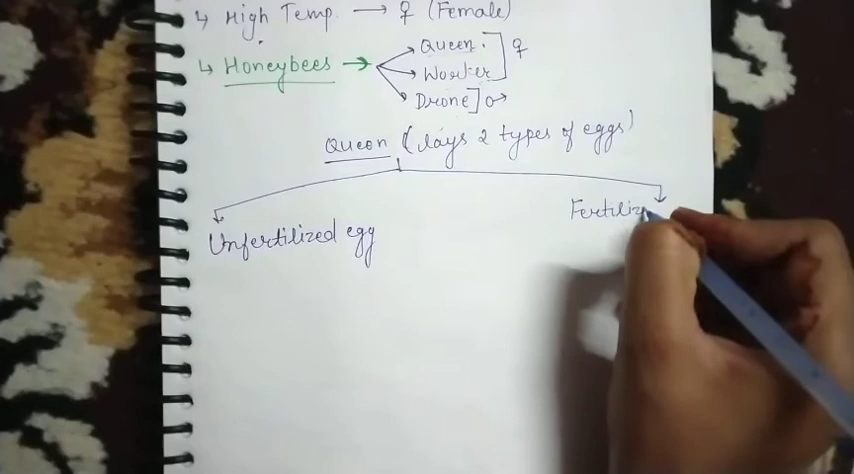 ↳ High Temp. → ♀ (Female)
↳ Honeybees → Queen. ] ♀
Worker
Drone ] ♂
Queen (lays 2 types of eggs)
Unfertilized egg
Fertiliz